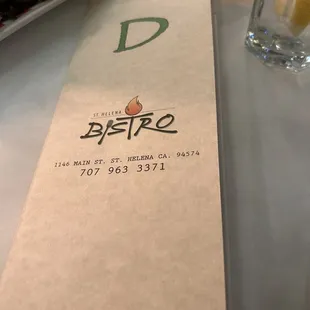 D
ST HELENA
BISTRO
1146 MAIN ST. ST. HELENA CA. 94574
707 963 3371